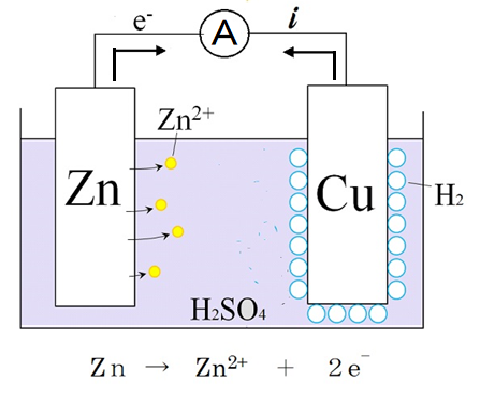 e⁻ A i
Zn²⁺
Zn Cu H₂
H₂SO₄
Zn → Zn²⁺ + 2e⁻